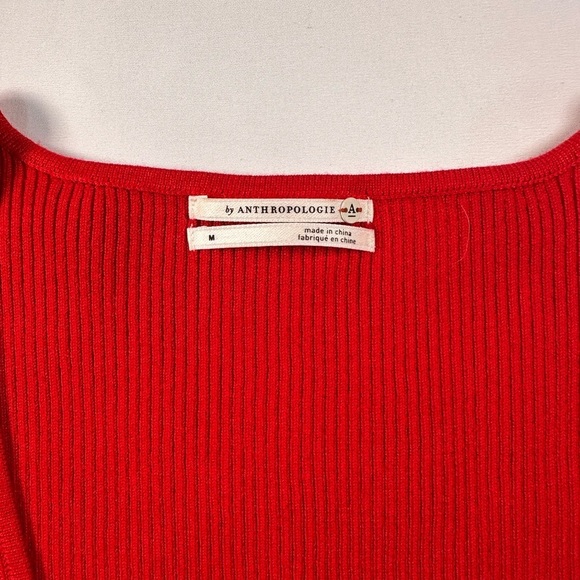 by ANTHROPOLOGIE A
M
made in china
fabriqué en chine